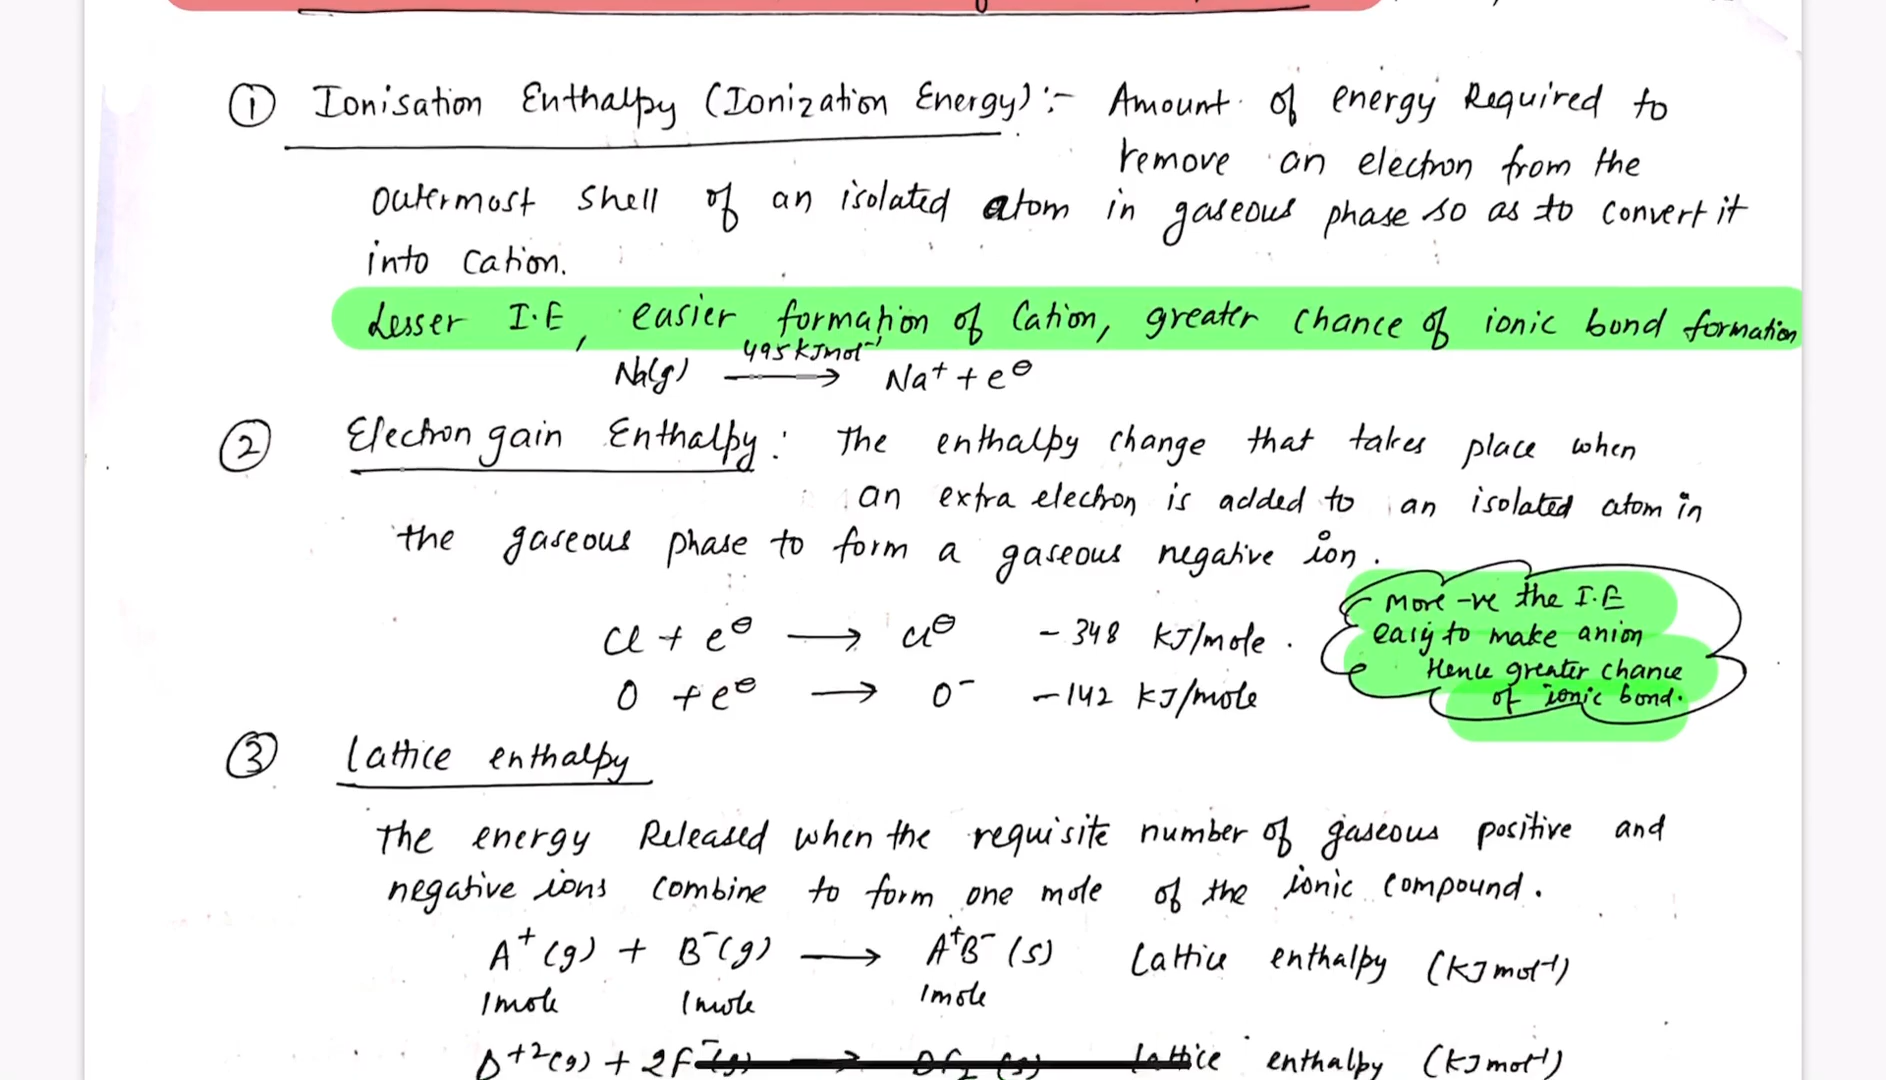 ① Ionisation Enthalpy (Ionization Energy) :- Amount of energy Required to
remove an electron from the
outermost shell of an isolated atom in gaseous phase so as to convert it
into Cation.
Lesser I.E, easier formation of Cation, greater chance of ionic bond formation
495 kJmol⁻¹
Na(g) ⟶ Na⁺ + e⊖
② Electron gain Enthalpy : The enthalpy change that takes place when
an extra electron is added to an isolated atom in
the gaseous phase to form a gaseous negative ion.
Cl + e⊖ ⟶ Cl⊖ - 348 KJ/mole.
O + e⊖ ⟶ O⁻ -142 KJ/mole
More -ve the I.E
easy to make anion
Hence greater chance
of ionic bond.
③ Lattice enthalpy
The energy Released when the requisite number of gaseous positive and
negative ions combine to form one mole of the ionic compound.
A⁺(g) + B⁻(g) ⟶ A⁺B⁻(s) Lattice enthalpy (KJ mol⁻¹)
1mole 1mole 1mole
+2(g) + 2F⁻(g) ⟶ (s) Lattice enthalpy (KJ mol⁻¹)